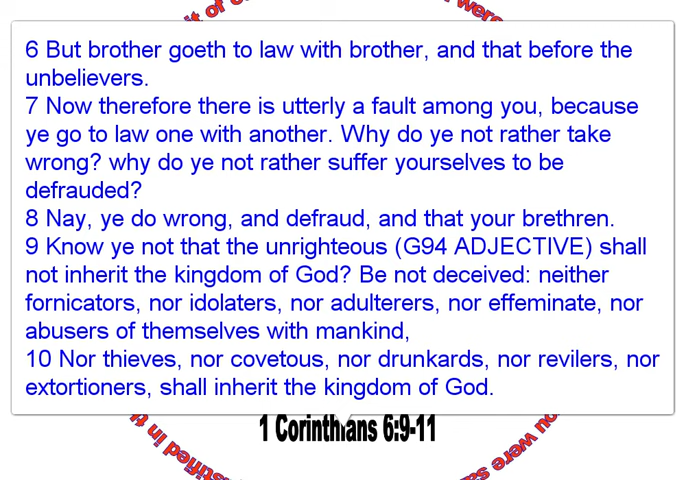 it of
were
6 But brother goeth to law with brother, and that before the
unbelievers.
7 Now therefore there is utterly a fault among you, because
ye go to law one with another. Why do ye not rather take
wrong? why do ye not rather suffer yourselves to be
defrauded?
8 Nay, ye do wrong, and defraud, and that your brethren.
9 Know ye not that the unrighteous (G94 ADJECTIVE) shall
not inherit the kingdom of God? Be not deceived: neither
fornicators, nor idolaters, nor adulterers, nor effeminate, nor
abusers of themselves with mankind,
10 Nor thieves, nor covetous, nor drunkards, nor revilers, nor
extortioners, shall inherit the kingdom of God.
1 Corinthians 6:9-11